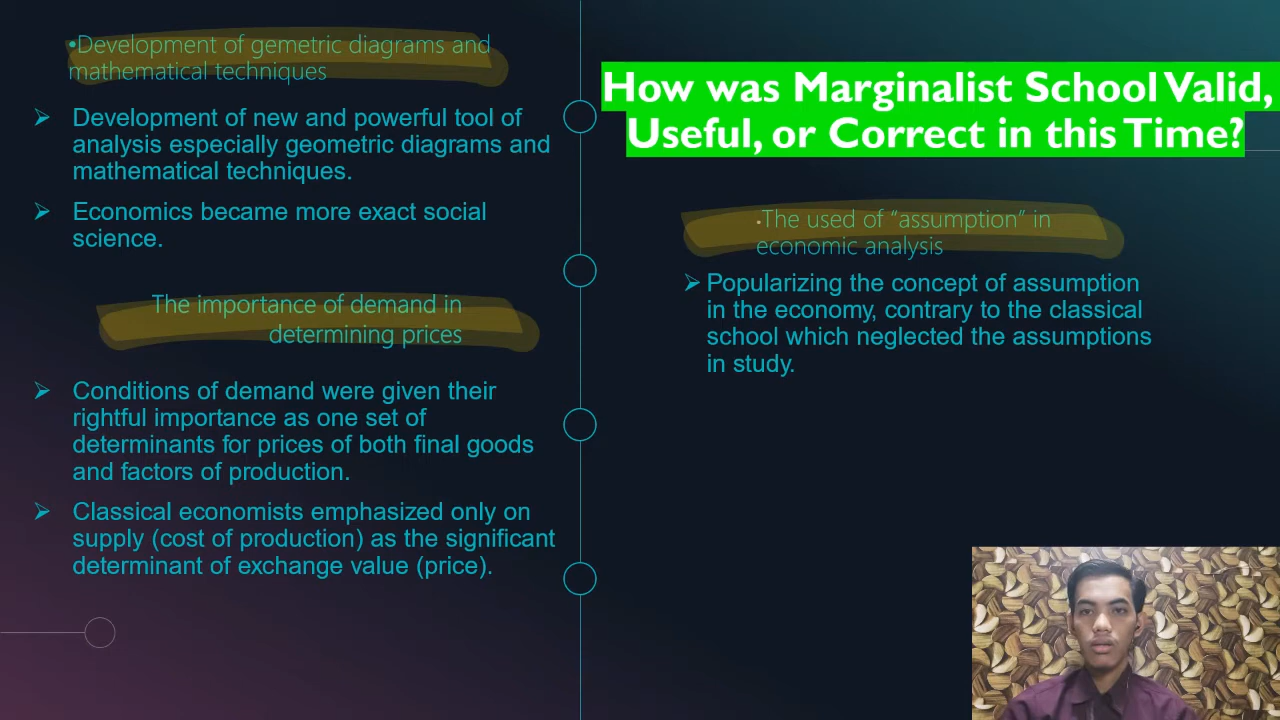 •Development of gemetric diagrams and
mathematical techniques
Development of new and powerful tool of
analysis especially geometric diagrams and
mathematical techniques.
Economics became more exact social
science.
The importance of demand in
determining prices
Conditions of demand were given their
rightful importance as one set of
determinants for prices of both final goods
and factors of production.
Classical economists emphasized only on
supply (cost of production) as the significant
determinant of exchange value (price).
How was Marginalist School Valid,
Useful, or Correct in this Time?
•The used of “assumption” in
economic analysis
Popularizing the concept of assumption
in the economy, contrary to the classical
school which neglected the assumptions
in study.